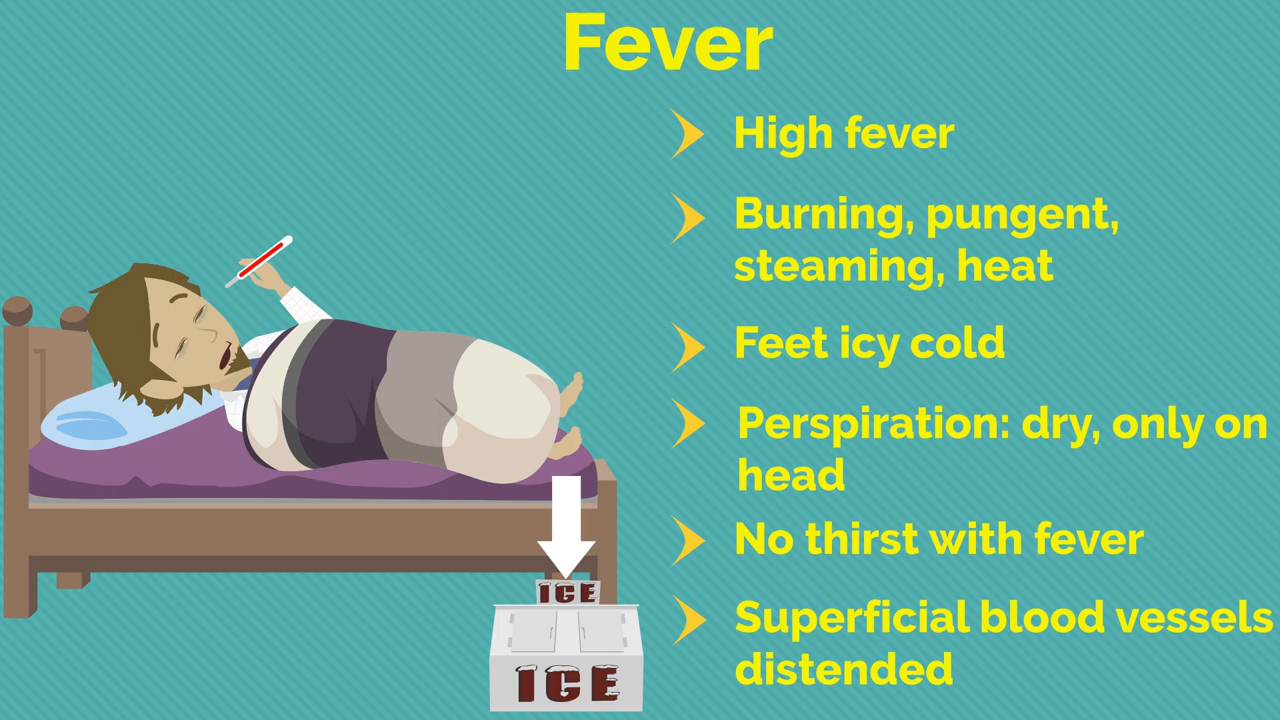 Fever
High fever
Burning, pungent,
steaming, heat
Feet icy cold
Perspiration: dry, only on
head
No thirst with fever
Superficial blood vessels
distended
ICE
ICE